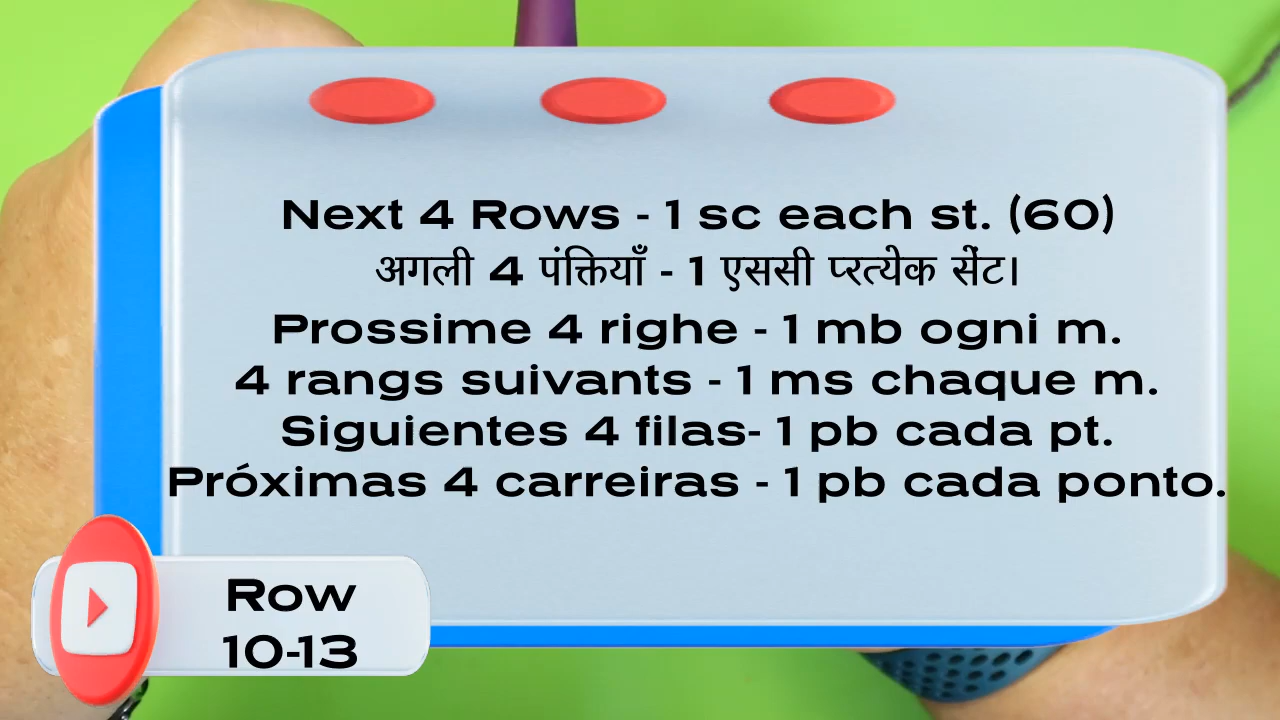 Next 4 Rows - 1 sc each st. (60)
अगली 4 पंक्तियाँ - 1 एससी प्रत्येक सेंट।
Prossime 4 righe - 1 mb ogni m.
4 rangs suivants - 1 ms chaque m.
Siguientes 4 filas- 1 pb cada pt.
Próximas 4 carreiras - 1 pb cada ponto.
Row
10-13